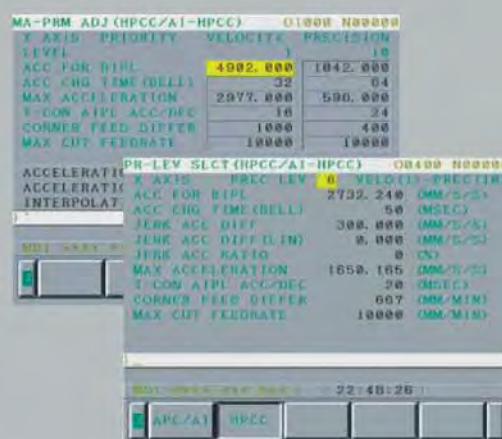 MA-PRM ADJ(HPCC/AI-HPCC) O1000 N00000
X AXIS PRIORITY VELOCITY PRECISION
LEVEL 1 10
ACC FOR BIPL 4902.000 1042.000
ACC CHG TIME(BELL) 32 64
MAX ACCELERATION 2977.000 596.000
T-CON AIPL ACC/DEC 16 24
CORNER FEED DIFFER 1000 400
MAX CUT FEEDRATE 10000 10000
ACCELERATI
ACCELERATI
INTERPOLAT
PR-LEV SLCT(HPCC/AI-HPCC) O0400 N0000
X AXIS PREC LEV 6 VELO(1)-PREC(10
ACC FOR BIPL 2732.240 (MM/S/S)
ACC CHG TIME(BELL) 50 (MSEC)
JERK ACC DIFF 300.000 (MM/S/S)
JERK ACC DIFF(LIN) 0.000 (MM/S/S)
JERK ACC RATIO 0 (%)
MAX ACCELERATION 1650.165 (MM/S/S)
T-CON AIPL ACC/DEC 20 (MSEC)
CORNER FEED DIFFER 667 (MM/MIN)
MAX CUT FEEDRATE 10000 (MM/MIN)
MDI
MDI 22:48:26
APC/AI HPCC